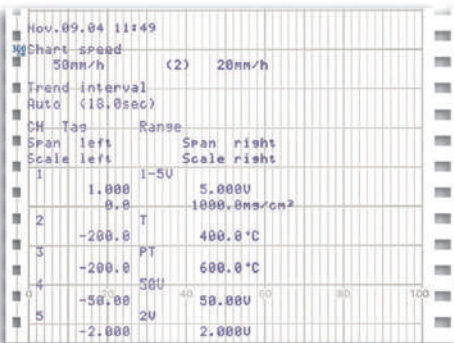 Nov.09.04 11:49
Chart speed
50mm/h (2) 20mm/h
Trend interval
Auto (18.0sec)
CH Tag Range
Span left Span right
Scale left Scale right
1 1-5V
1.000 5.000V
0.0 1000.0mg/cm²
2 T
-200.0 400.0°C
3 PT
-200.0 600.0°C
4 50V
0 40 60 80 100
-50.00 50.00V
5 2V
-2.000 2.000V